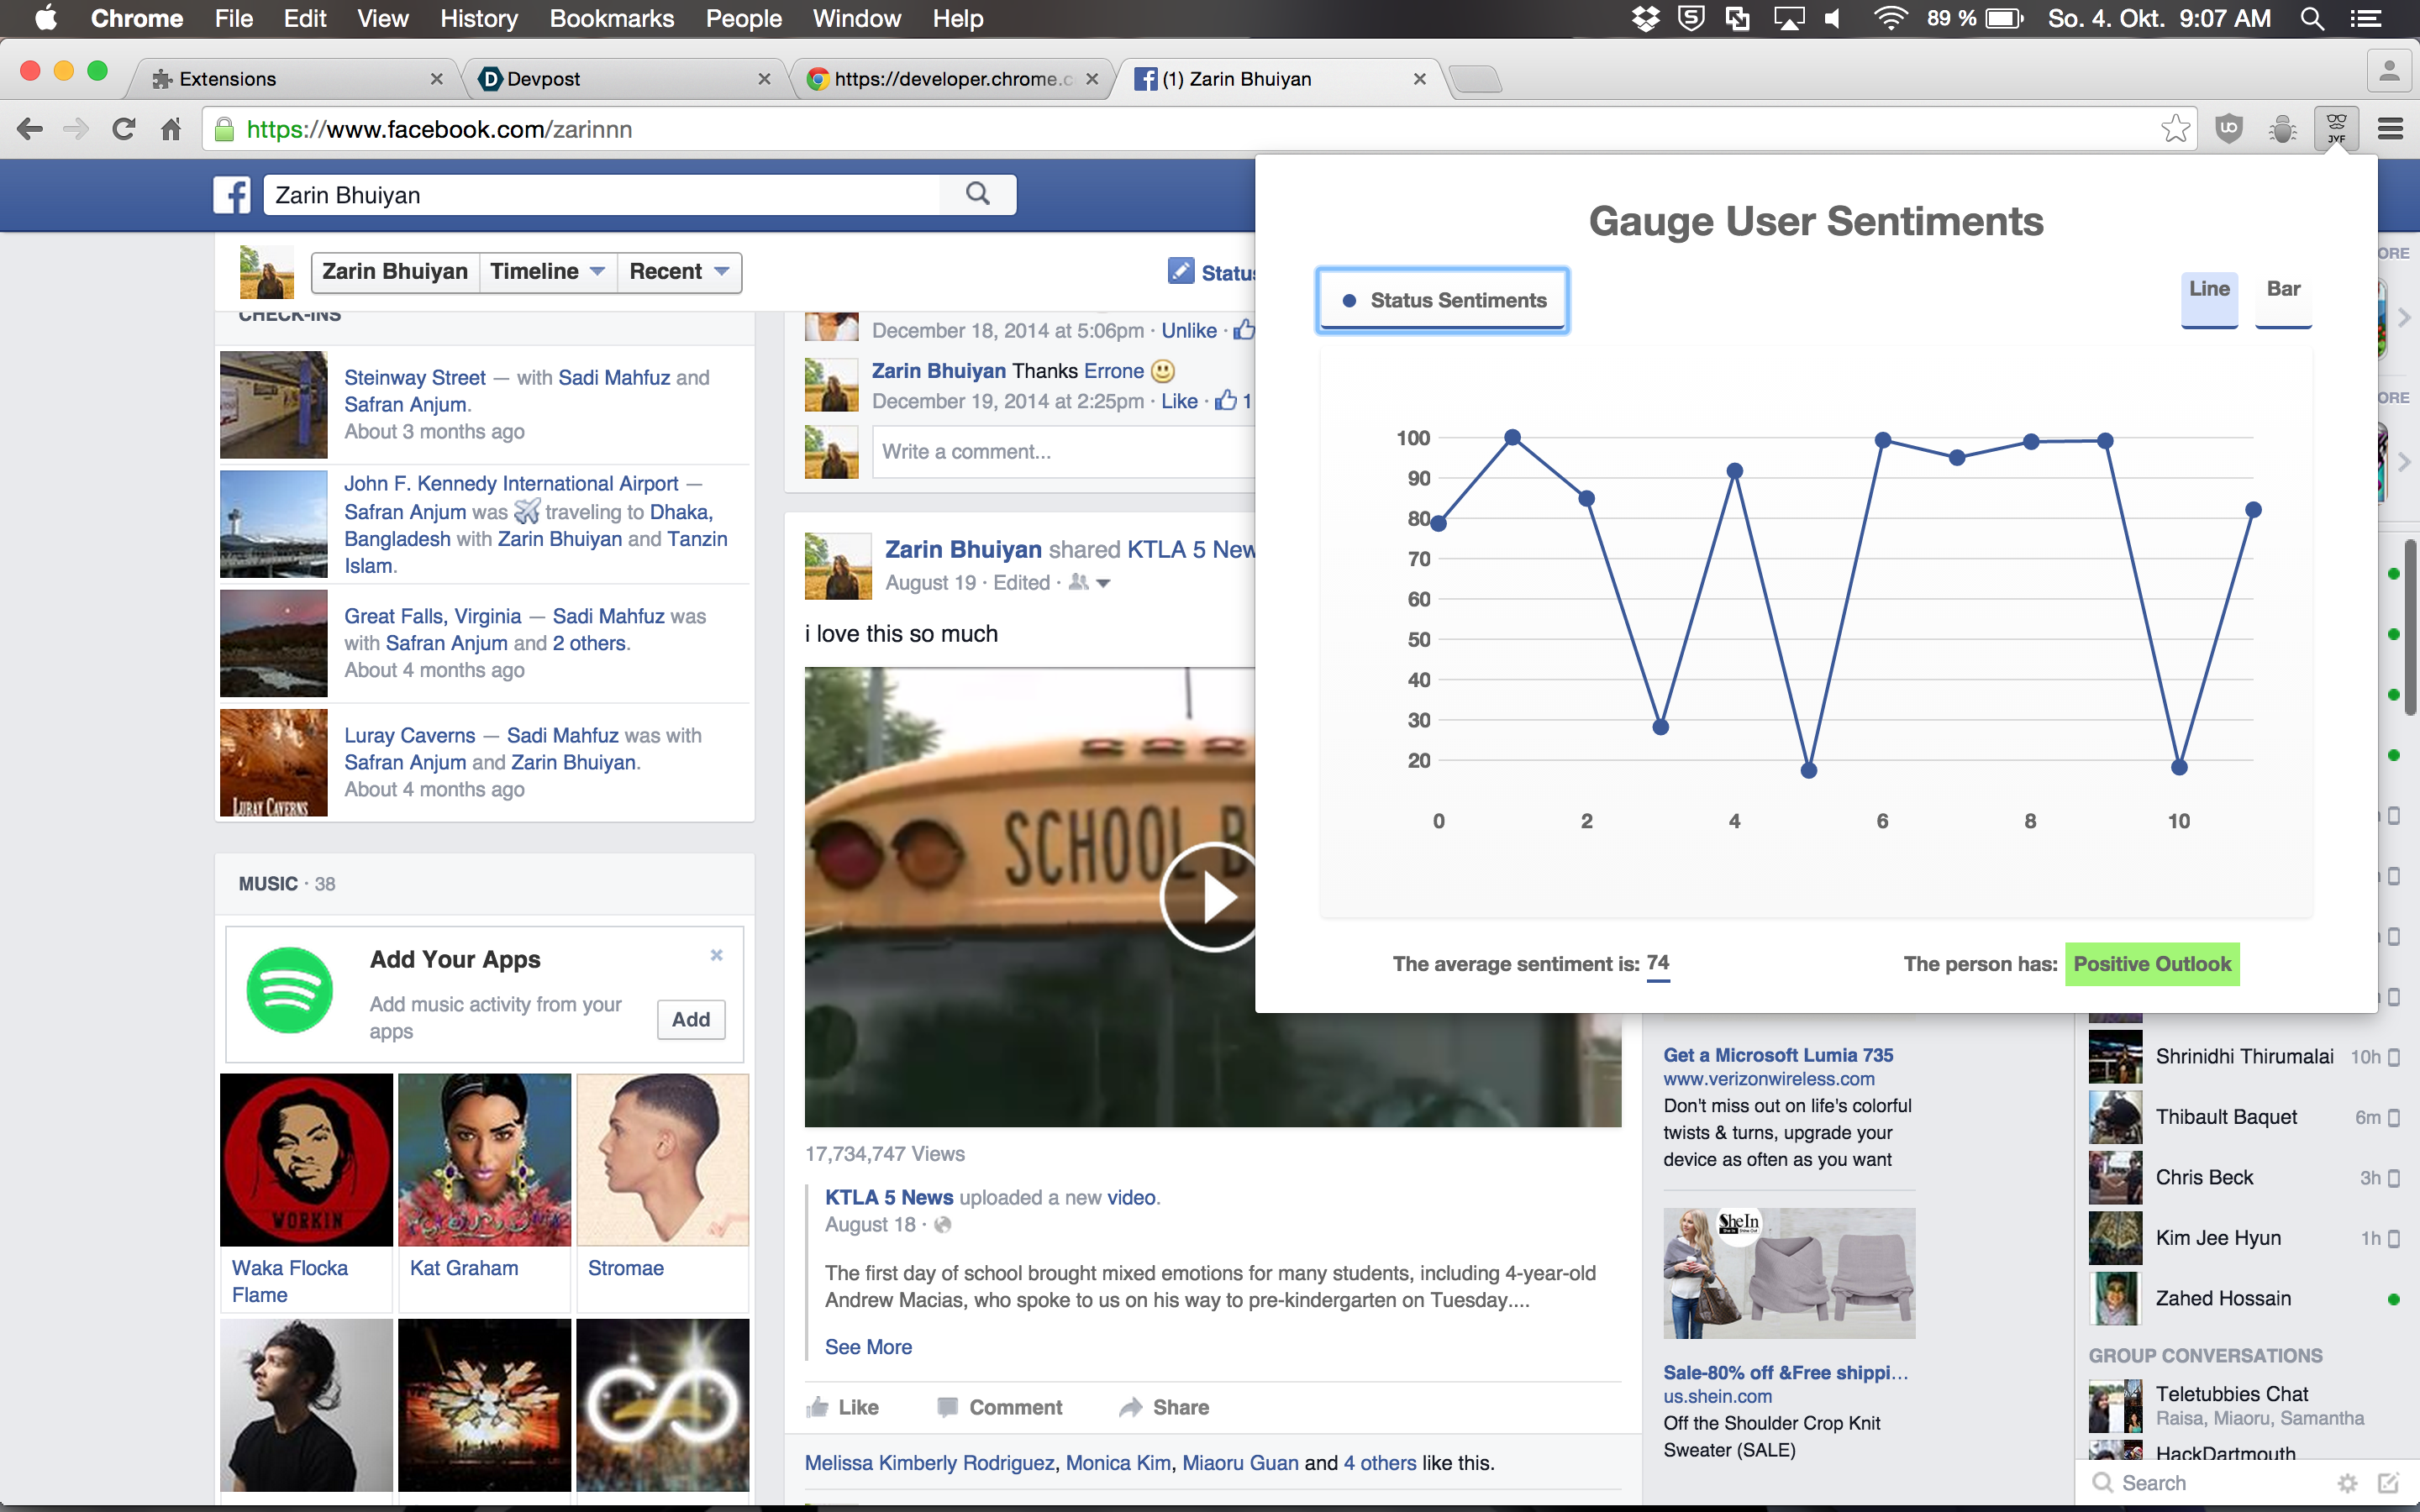 Chrome File Edit View History Bookmarks People Window Help 89 % So. 4. Okt. 9:07 AM
Extensions
Devpost
https://developer.chrome.c
(1) Zarin Bhuiyan
https://www.facebook.com/zarinnn
JYF
Zarin Bhuiyan
Zarin Bhuiyan Timeline Recent
Status
CHECK-INS
Steinway Street — with Sadi Mahfuz and
Safran Anjum.
About 3 months ago
John F. Kennedy International Airport —
Safran Anjum was traveling to Dhaka,
Bangladesh with Zarin Bhuiyan and Tanzin
Islam.
Great Falls, Virginia — Sadi Mahfuz was
with Safran Anjum and 2 others.
About 4 months ago
Luray Caverns — Sadi Mahfuz was with
Safran Anjum and Zarin Bhuiyan.
About 4 months ago
LURAY CAVERNS
MUSIC · 38
Add Your Apps
Add music activity from your
apps
Add
WORKIN
Waka Flocka
Flame
Kat Graham
Stromae
December 18, 2014 at 5:06pm · Unlike ·
Zarin Bhuiyan Thanks Errone
December 19, 2014 at 2:25pm · Like · 1
Write a comment...
Zarin Bhuiyan shared KTLA 5 New
August 19 · Edited ·
i love this so much
SCHOOL B
17,734,747 Views
KTLA 5 News uploaded a new video.
August 18 ·
The first day of school brought mixed emotions for many students, including 4-year-old
Andrew Macias, who spoke to us on his way to pre-kindergarten on Tuesday....
See More
Like Comment Share
Melissa Kimberly Rodriguez, Monica Kim, Miaoru Guan and 4 others like this.
Gauge User Sentiments
Status Sentiments
Line Bar
100
90
80
70
60
50
40
30
20
0 2 4 6 8 10
The average sentiment is: 74
The person has: Positive Outlook
ORE
ORE
Get a Microsoft Lumia 735
www.verizonwireless.com
Don't miss out on life's colorful
twists & turns, upgrade your
device as often as you want
SheIn
Sale-80% off &Free shippi...
us.shein.com
Off the Shoulder Crop Knit
Sweater (SALE)
Shrinidhi Thirumalai 10h
Thibault Baquet 6m
Chris Beck 3h
Kim Jee Hyun 1h
Zahed Hossain
GROUP CONVERSATIONS
Teletubbies Chat
Raisa, Miaoru, Samantha
HackDartmouth
Search